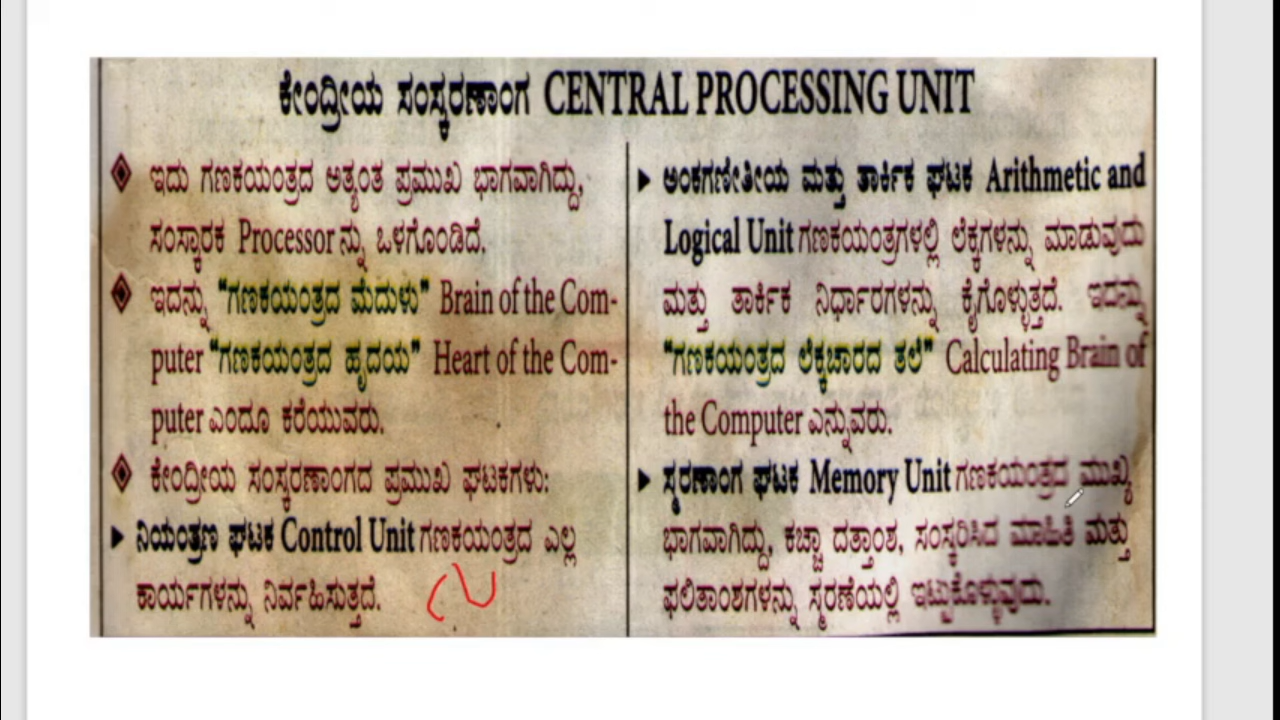 ಕೇಂದ್ರೀಯ ಸಂಸ್ಕರಣಾಂಗ CENTRAL PROCESSING UNIT
ಇದು ಗಣಕಯಂತ್ರದ ಅತ್ಯಂತ ಪ್ರಮುಖ ಭಾಗವಾಗಿದ್ದು,
ಸಂಸ್ಕಾರಕ Processor ನ್ನು ಒಳಗೊಂಡಿದೆ.
ಇದನ್ನು "ಗಣಕಯಂತ್ರದ ಮೆದುಳು" Brain of the Com-
puter "ಗಣಕಯಂತ್ರದ ಹೃದಯ" Heart of the Com-
puter ಎಂದೂ ಕರೆಯುವರು.
ಕೇಂದ್ರೀಯ ಸಂಸ್ಕರಣಾಂಗದ ಪ್ರಮುಖ ಘಟಕಗಳು:
ನಿಯಂತ್ರಣ ಘಟಕ Control Unit ಗಣಕಯಂತ್ರದ ಎಲ್ಲ
ಕಾರ್ಯಗಳನ್ನು ನಿರ್ವಹಿಸುತ್ತದೆ.
CU
ಅಂಕಗಣಿತೀಯ ಮತ್ತು ತಾರ್ಕಿಕ ಘಟಕ Arithmetic and
Logical Unit ಗಣಕಯಂತ್ರಗಳಲ್ಲಿ ಲೆಕ್ಕಗಳನ್ನು ಮಾಡುವುದು
ಮತ್ತು ತಾರ್ಕಿಕ ನಿರ್ಧಾರಗಳನ್ನು ಕೈಗೊಳ್ಳುತ್ತದೆ. ಇದನ್ನು
"ಗಣಕಯಂತ್ರದ ಲೆಕ್ಕಚಾರದ ತಲೆ" Calculating Brain of
the Computer ಎನ್ನುವರು.
ಸ್ಮರಣಾಂಗ ಘಟಕ Memory Unit ಗಣಕಯಂತ್ರದ ಮುಖ್ಯ
ಭಾಗವಾಗಿದ್ದು, ಕಚ್ಚಾ ದತ್ತಾಂಶ, ಸಂಸ್ಕರಿಸಿದ ಮಾಹಿತಿ ಮತ್ತು
ಫಲಿತಾಂಶಗಳನ್ನು ಸ್ಮರಣೆಯಲ್ಲಿ ಇಟ್ಟುಕೊಳ್ಳುವುದು.